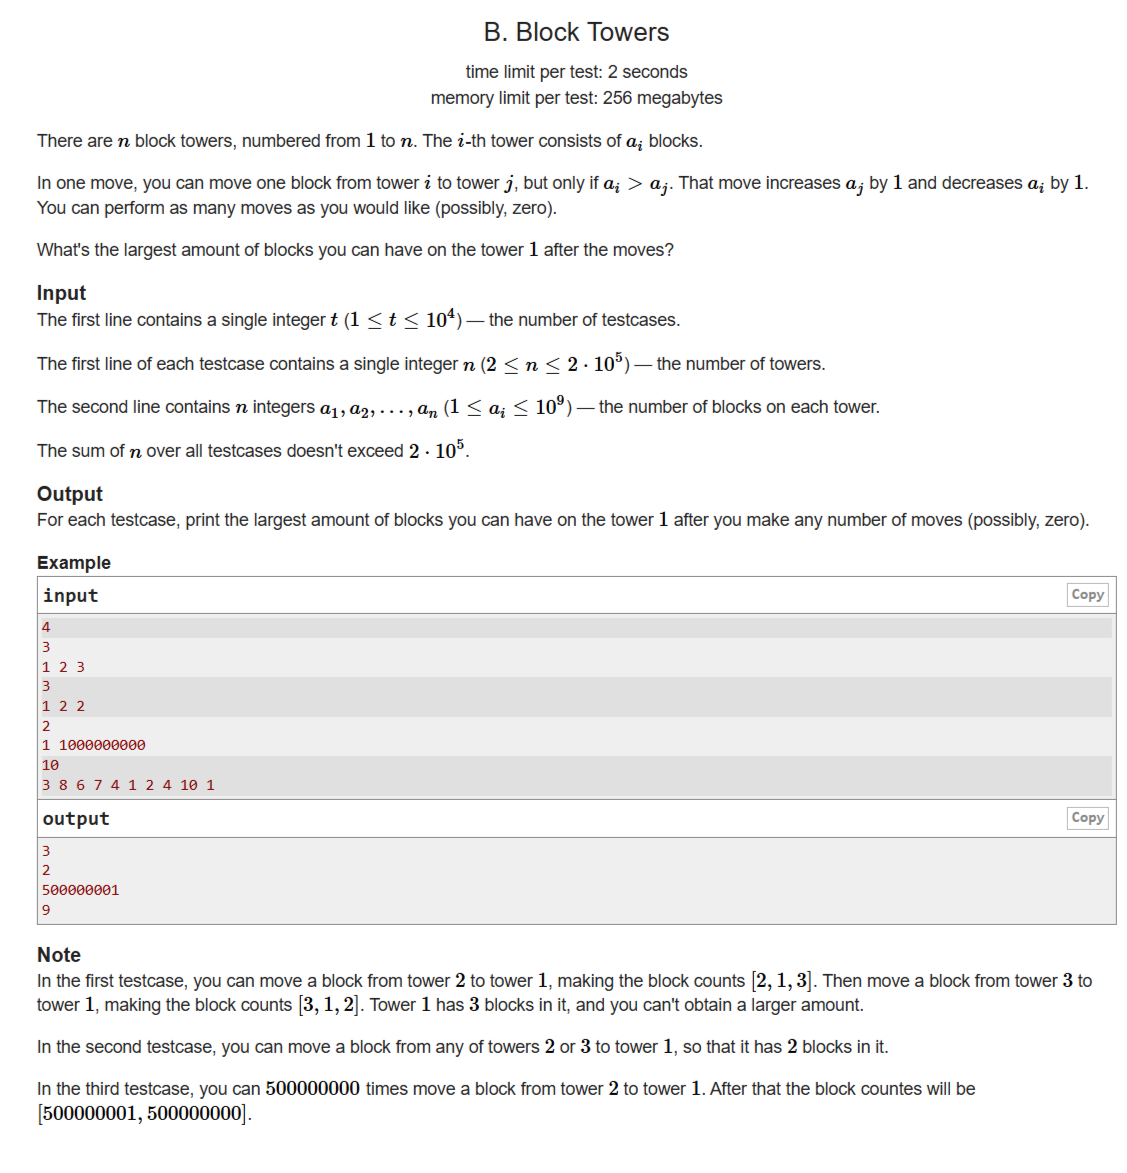 B. Block Towers
time limit per test: 2 seconds
memory limit per test: 256 megabytes
There are n block towers, numbered from 1 to n. The i-th tower consists of a_i blocks.
In one move, you can move one block from tower i to tower j, but only if a_i > a_j. That move increases a_j by 1 and decreases a_i by 1.
You can perform as many moves as you would like (possibly, zero).
What's the largest amount of blocks you can have on the tower 1 after the moves?
Input
The first line contains a single integer t (1 ≤ t ≤ 10^4) — the number of testcases.
The first line of each testcase contains a single integer n (2 ≤ n ≤ 2 · 10^5) — the number of towers.
The second line contains n integers a_1, a_2, . . . , a_n (1 ≤ a_i ≤ 10^9) — the number of blocks on each tower.
The sum of n over all testcases doesn't exceed 2 · 10^5.
Output
For each testcase, print the largest amount of blocks you can have on the tower 1 after you make any number of moves (possibly, zero).
Example
input Copy
4
3
1 2 3
3
1 2 2
2
1 1000000000
10
3 8 6 7 4 1 2 4 10 1
output Copy
3
2
500000001
9
Note
In the first testcase, you can move a block from tower 2 to tower 1, making the block counts [2, 1, 3]. Then move a block from tower 3 to
tower 1, making the block counts [3, 1, 2]. Tower 1 has 3 blocks in it, and you can't obtain a larger amount.
In the second testcase, you can move a block from any of towers 2 or 3 to tower 1, so that it has 2 blocks in it.
In the third testcase, you can 500000000 times move a block from tower 2 to tower 1. After that the block countes will be
[500000001, 500000000].